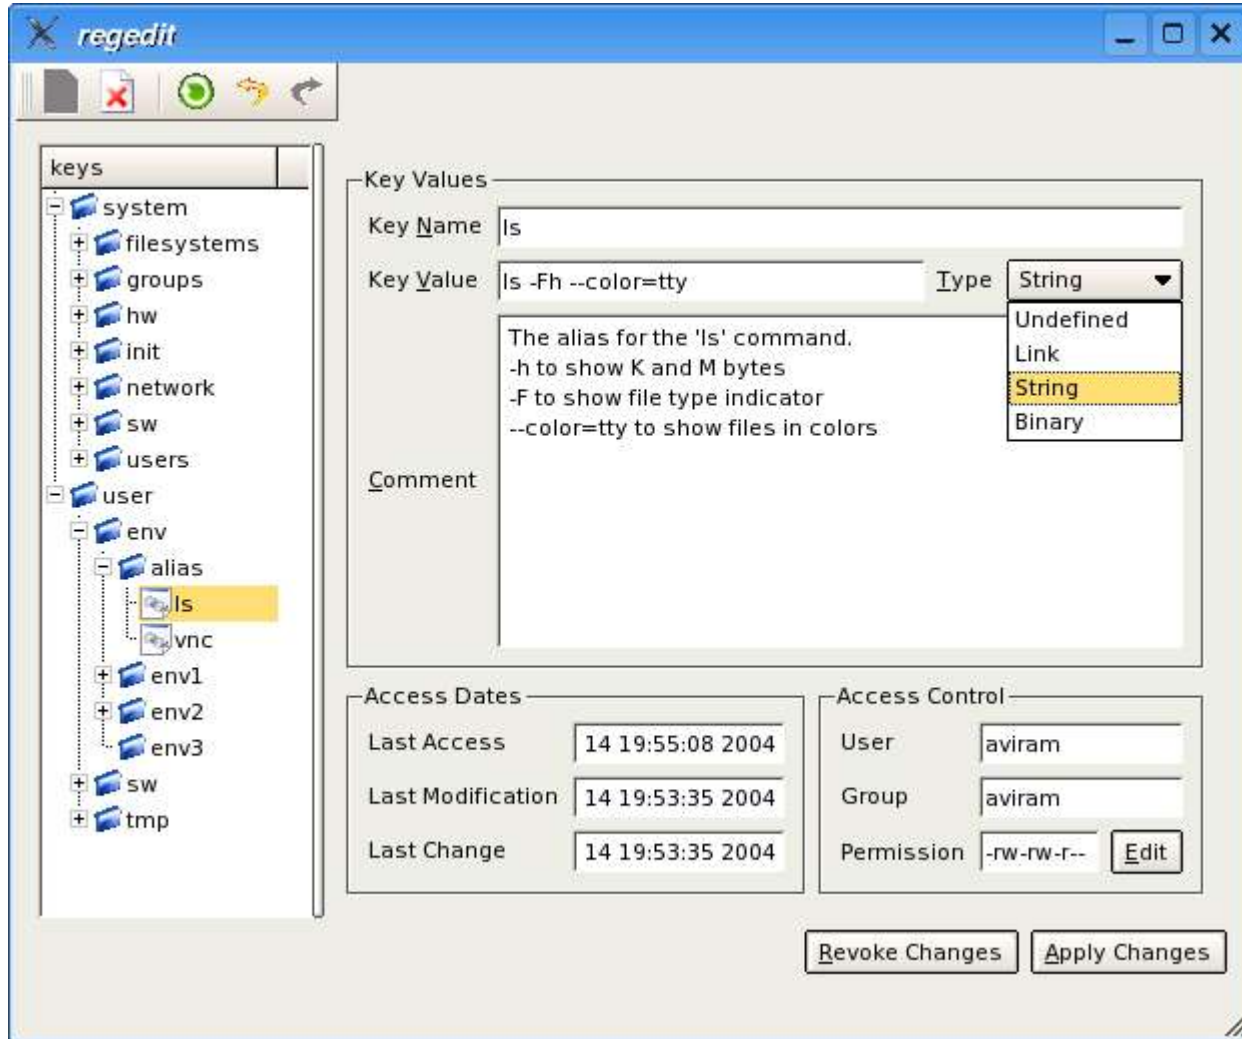 regedit
keys
system
filesystems
groups
hw
init
network
sw
users
user
env
alias
ls
vnc
env1
env2
env3
sw
tmp
Key Values
Key Name ls
Key Value ls -Fh --color=tty Type String
Undefined
Link
String
Binary
Comment
The alias for the 'ls' command.
-h to show K and M bytes
-F to show file type indicator
--color=tty to show files in colors
Access Dates
Last Access 14 19:55:08 2004
Last Modification 14 19:53:35 2004
Last Change 14 19:53:35 2004
Access Control
User aviram
Group aviram
Permission -rw-rw-r-- Edit
Revoke Changes Apply Changes